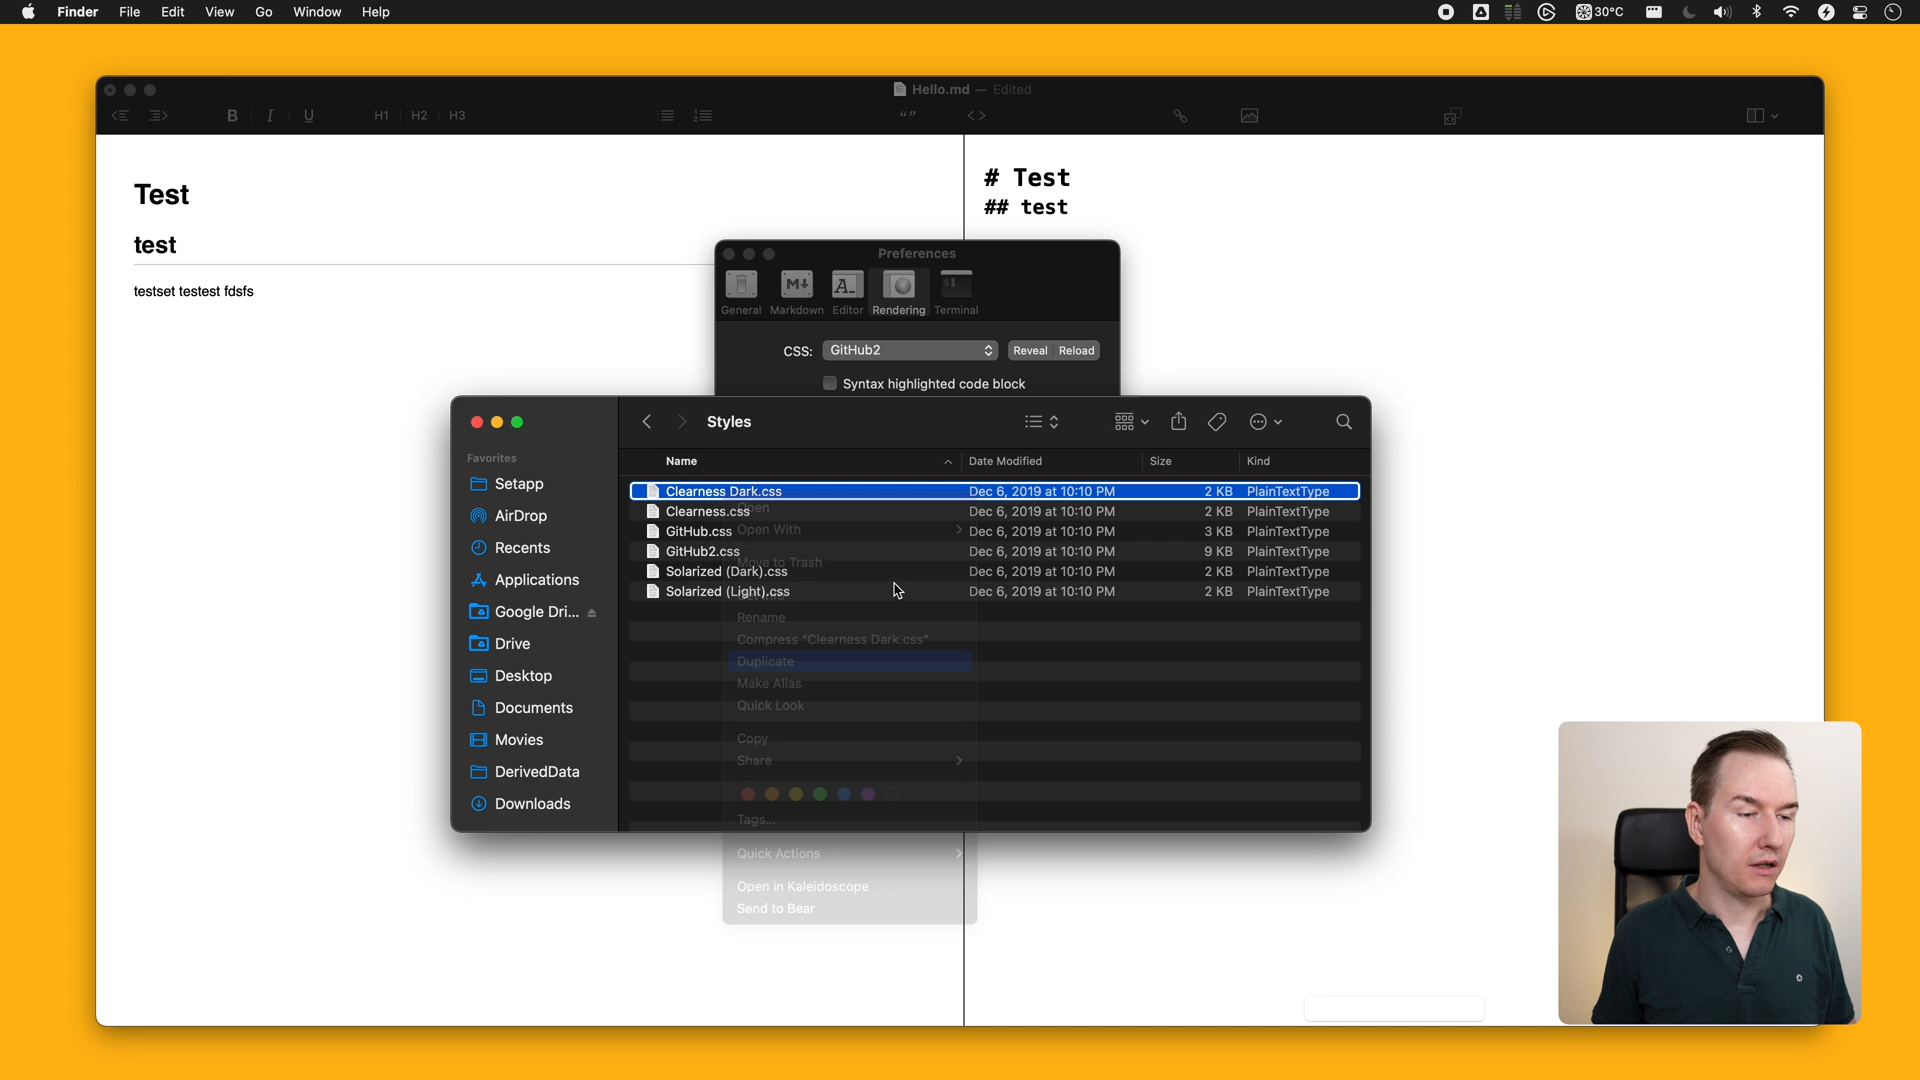 Finder File Edit View Go Window Help
30°C
Hello.md — Edited
B I U H1 H2 H3
Test
test
testset testest fdsfs
# Test
## test
Preferences
General Markdown Editor Rendering Terminal
CSS: GitHub2 Reveal Reload
Syntax highlighted code block
Styles
Favorites
Setapp
AirDrop
Recents
Applications
Google Dri...
Drive
Desktop
Documents
Movies
DerivedData
Downloads
Name Date Modified Size Kind
Clearness Dark.css Dec 6, 2019 at 10:10 PM 2 KB PlainTextType
Clearness.css Dec 6, 2019 at 10:10 PM 2 KB PlainTextType
GitHub.css Dec 6, 2019 at 10:10 PM 3 KB PlainTextType
GitHub2.css Dec 6, 2019 at 10:10 PM 9 KB PlainTextType
Solarized (Dark).css Dec 6, 2019 at 10:10 PM 2 KB PlainTextType
Solarized (Light).css Dec 6, 2019 at 10:10 PM 2 KB PlainTextType
Open
Open With
Move to Trash
Rename
Compress "Clearness Dark.css"
Duplicate
Make Alias
Quick Look
Copy
Share
Tags...
Quick Actions
Open in Kaleidoscope
Send to Bear